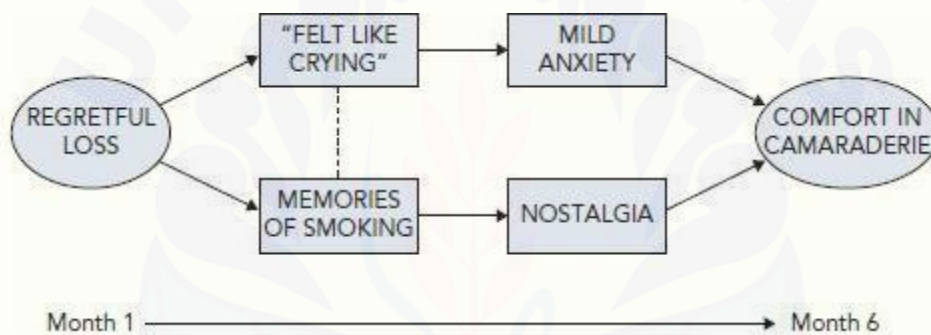 “FELT LIKE
CRYING”
MILD
ANXIETY
REGRETFUL
LOSS
COMFORT IN
CAMARADERIE
MEMORIES
OF SMOKING
NOSTALGIA
Month 1
Month 6